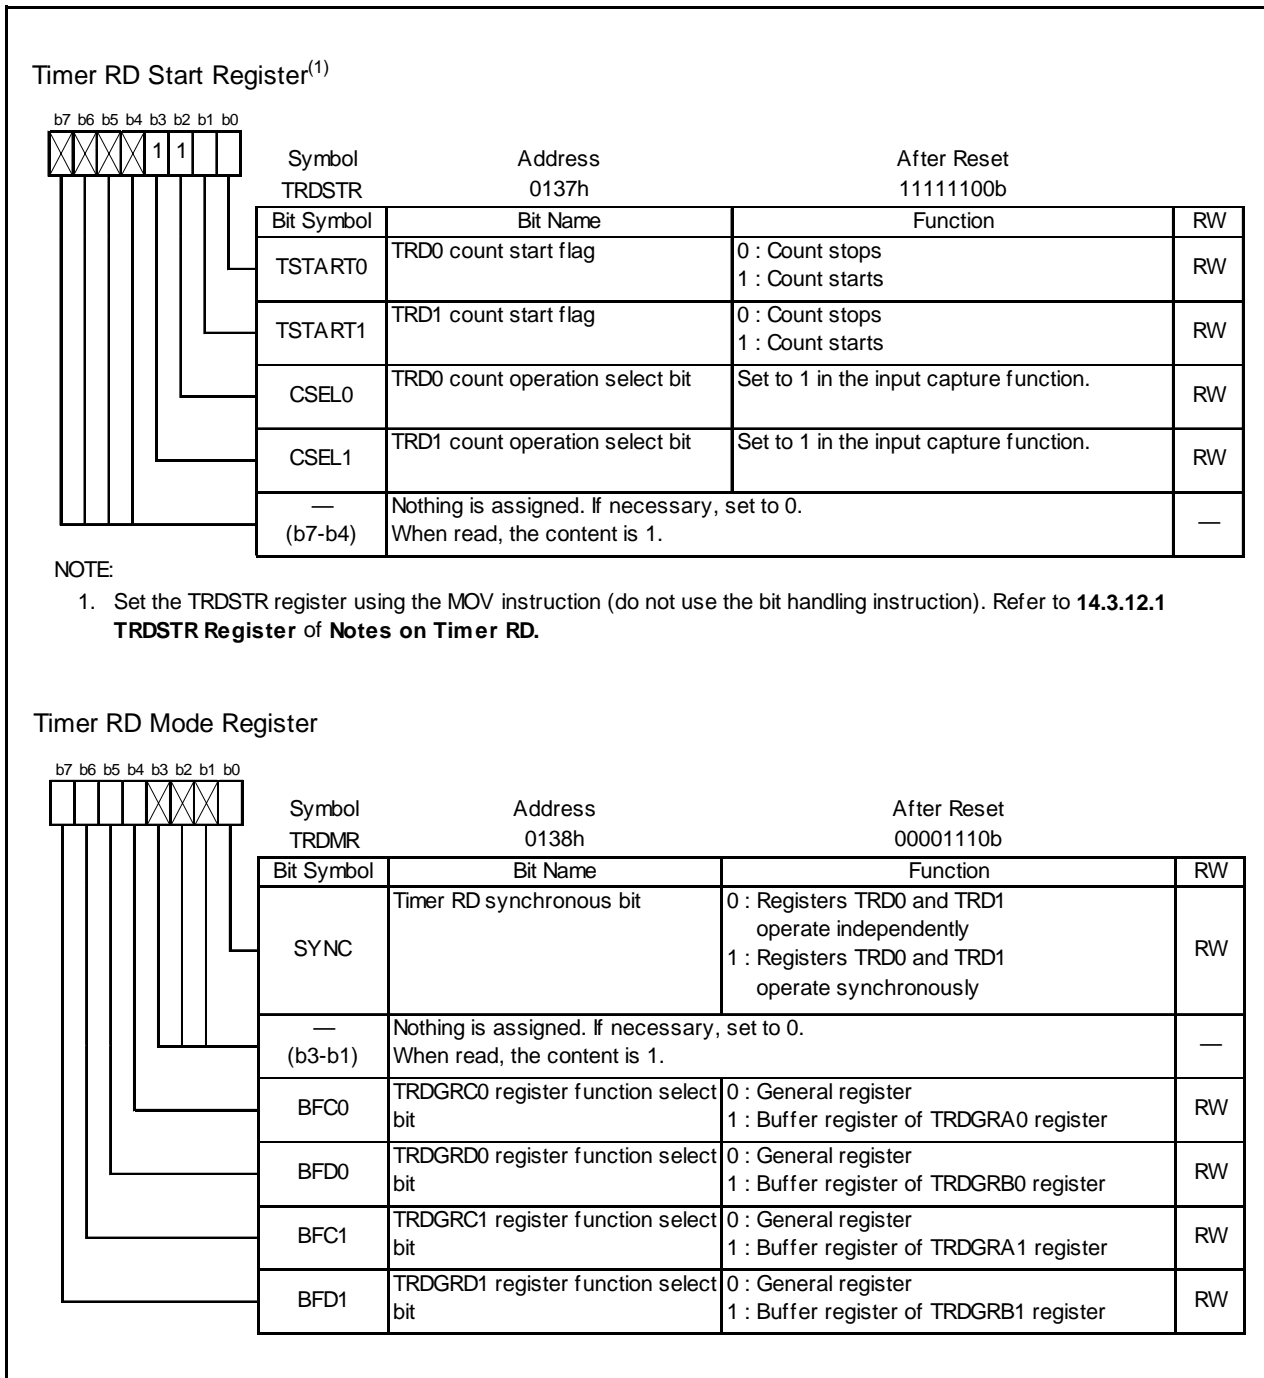 Timer RD Start Register(1)
b7 b6 b5 b4 b3 b2 b1 b0
1 1
Symbol Address After Reset
TRDSTR 0137h 11111100b
Bit Symbol Bit Name Function RW
TSTART0 TRD0 count start flag 0 : Count stops RW
1 : Count starts
TSTART1 TRD1 count start flag 0 : Count stops RW
1 : Count starts
CSEL0 TRD0 count operation select bit Set to 1 in the input capture function. RW
CSEL1 TRD1 count operation select bit Set to 1 in the input capture function. RW
— Nothing is assigned. If necessary, set to 0. —
(b7-b4) When read, the content is 1.
NOTE:
1. Set the TRDSTR register using the MOV instruction (do not use the bit handling instruction). Refer to 14.3.12.1
TRDSTR Register of Notes on Timer RD.
Timer RD Mode Register
b7 b6 b5 b4 b3 b2 b1 b0
Symbol Address After Reset
TRDMR 0138h 00001110b
Bit Symbol Bit Name Function RW
SYNC Timer RD synchronous bit 0 : Registers TRD0 and TRD1 RW
operate independently
1 : Registers TRD0 and TRD1
operate synchronously
— Nothing is assigned. If necessary, set to 0. —
(b3-b1) When read, the content is 1.
BFC0 TRDGRC0 register function select 0 : General register RW
bit 1 : Buffer register of TRDGRA0 register
BFD0 TRDGRD0 register function select 0 : General register RW
bit 1 : Buffer register of TRDGRB0 register
BFC1 TRDGRC1 register function select 0 : General register RW
bit 1 : Buffer register of TRDGRA1 register
BFD1 TRDGRD1 register function select 0 : General register RW
bit 1 : Buffer register of TRDGRB1 register